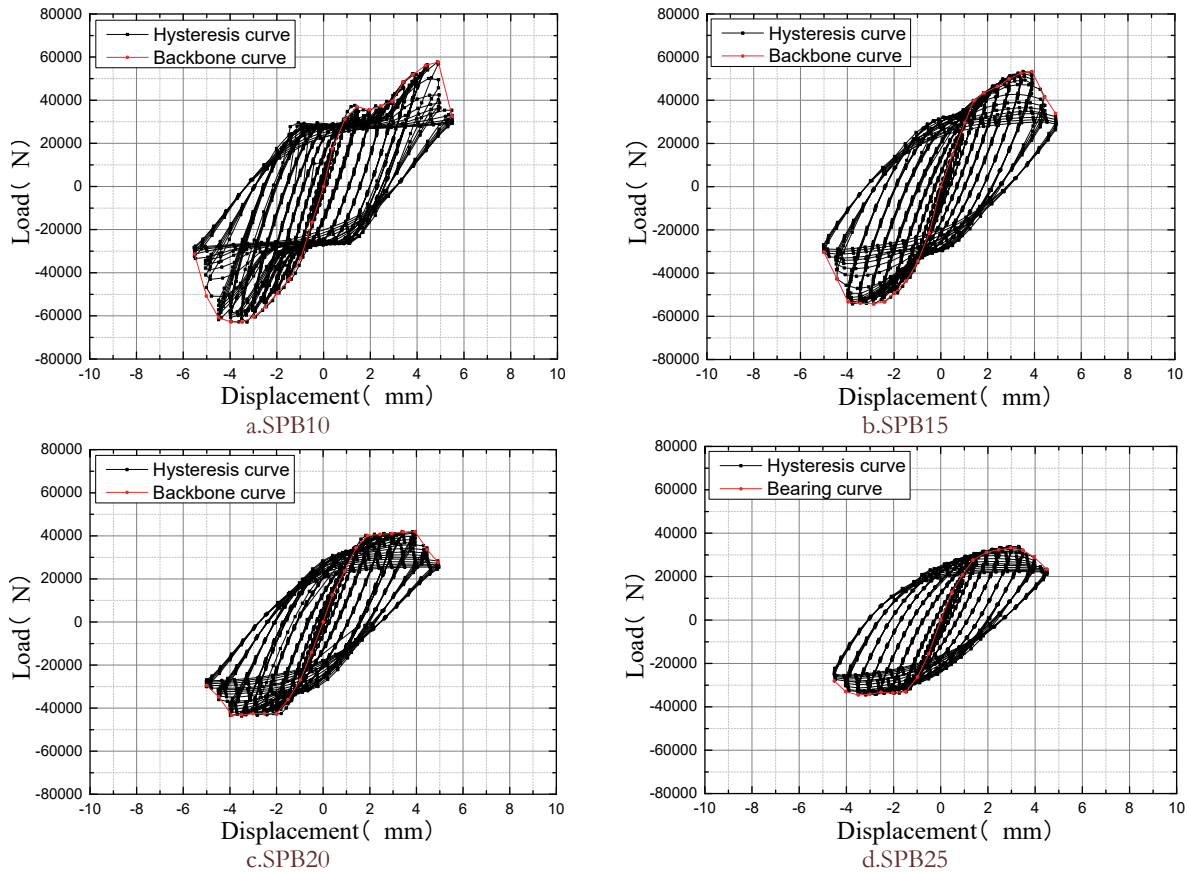 80000
60000
40000
20000
0
-20000
-40000
-60000
-80000
Load( N)
Hysteresis curve
Backbone curve
-10 -8 -6 -4 -2 0 2 4 6 8 10
Displacement( mm)
a.SPB10
80000
60000
40000
20000
0
-20000
-40000
-60000
-80000
Load( N)
Hysteresis curve
Backbone curve
-10 -8 -6 -4 -2 0 2 4 6 8 10
Displacement( mm)
b.SPB15
80000
60000
40000
20000
0
-20000
-40000
-60000
-80000
Load( N)
Hysteresis curve
Backbone curve
-10 -8 -6 -4 -2 0 2 4 6 8 10
Displacement( mm)
c.SPB20
80000
60000
40000
20000
0
-20000
-40000
-60000
-80000
Load( N)
Hysteresis curve
Bearing curve
-10 -8 -6 -4 -2 0 2 4 6 8 10
Displacement( mm)
d.SPB25